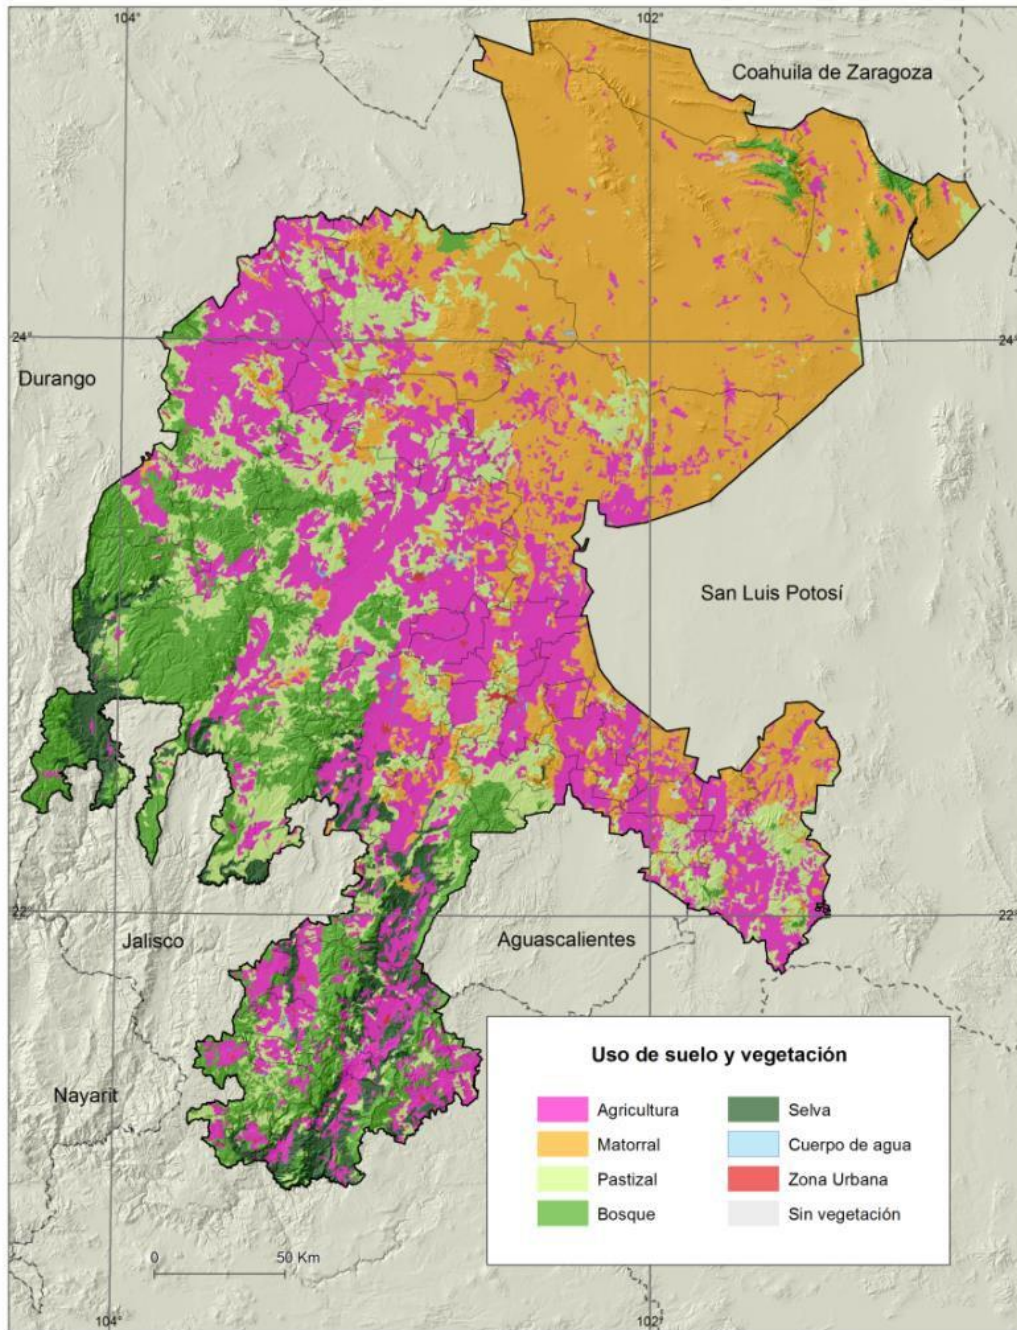 104°
102°
Coahuila de Zaragoza
24°
24°
Durango
San Luis Potosí
22°
22°
Jalisco
Aguascalientes
Nayarit
Uso de suelo y vegetación
Agricultura
Selva
Matorral
Cuerpo de agua
Pastizal
Zona Urbana
Bosque
Sin vegetación
0 50 Km
104°
102°